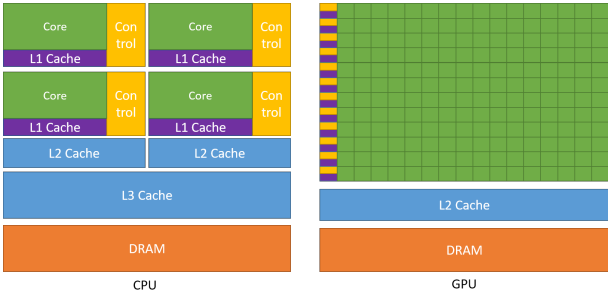 Core
Con
trol
L1 Cache
Core
Con
trol
L1 Cache
Core
Con
trol
L1 Cache
Core
Con
trol
L1 Cache
L2 Cache
L2 Cache
L3 Cache
DRAM
CPU
L2 Cache
DRAM
GPU